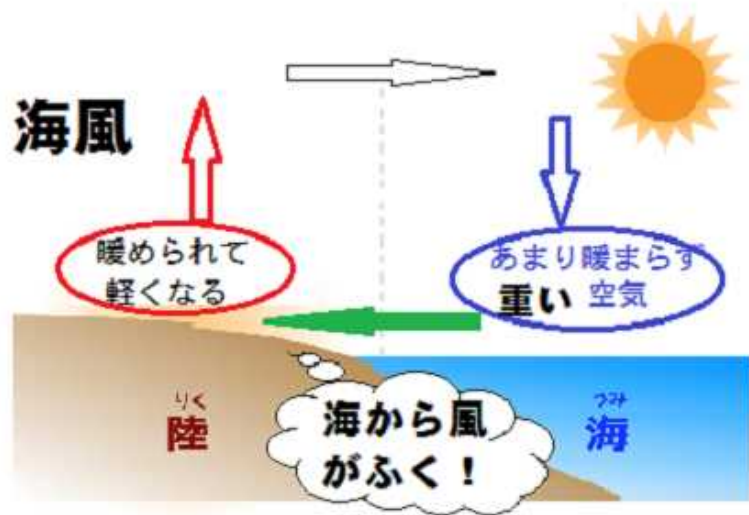 海風
暖められて
軽くなる
あまり暖まらず
重い空気
りく
陸
うみ
海
海から風
がふく！